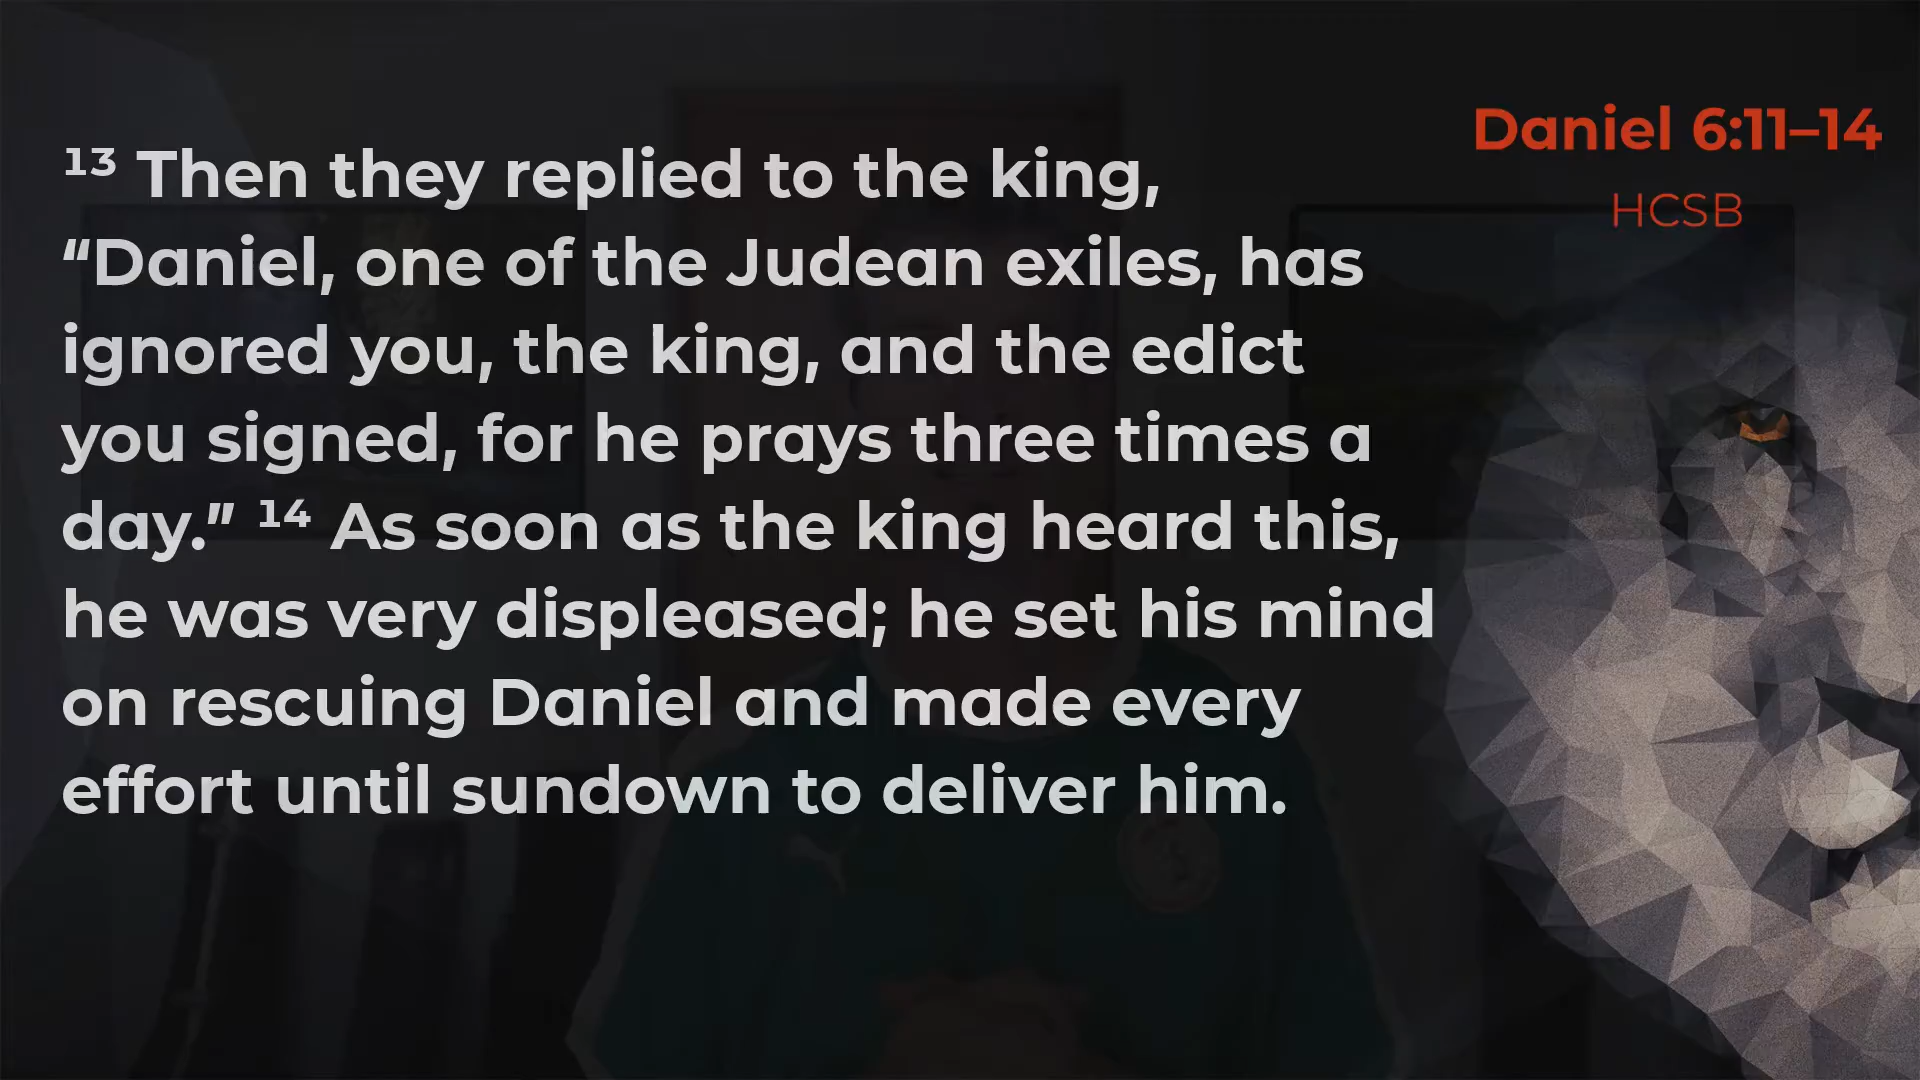 Daniel 6:11–14
HCSB
¹³ Then they replied to the king,
“Daniel, one of the Judean exiles, has
ignored you, the king, and the edict
you signed, for he prays three times a
day.” ¹⁴ As soon as the king heard this,
he was very displeased; he set his mind
on rescuing Daniel and made every
effort until sundown to deliver him.